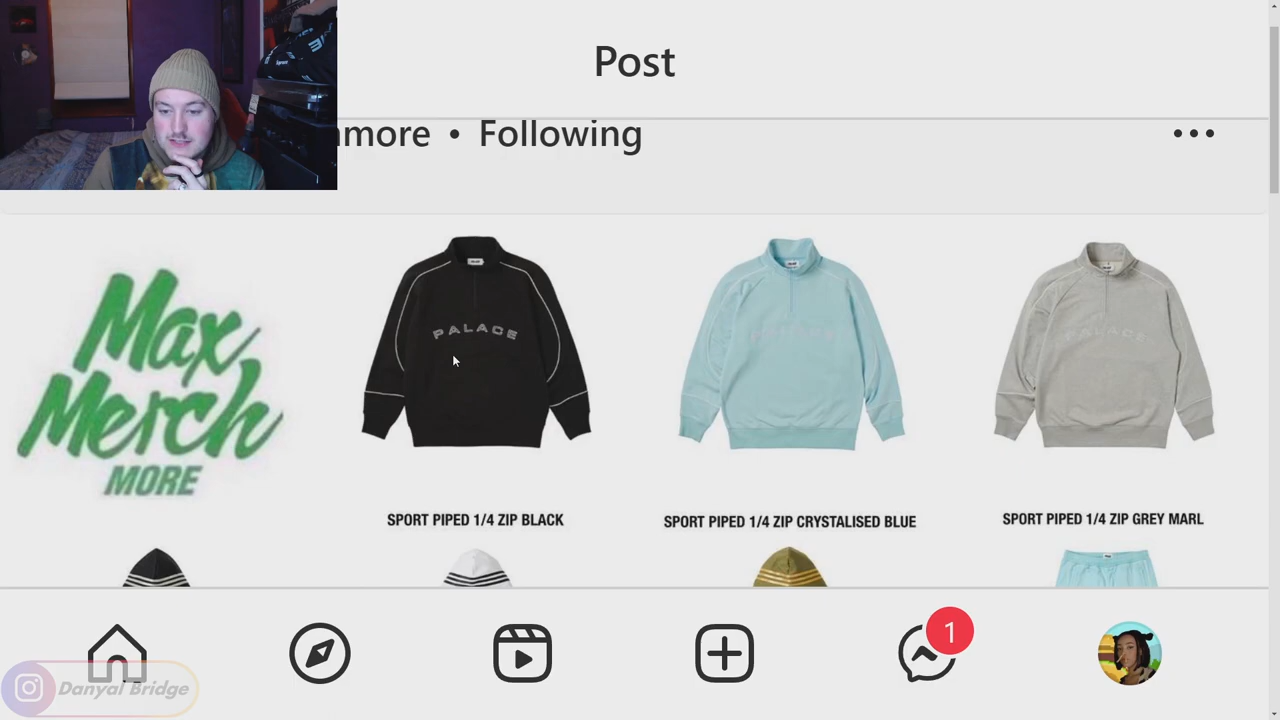 Post
more • Following
Max
Merch
MORE
PALACE
SPORT PIPED 1/4 ZIP BLACK
SPORT PIPED 1/4 ZIP CRYSTALISED BLUE
SPORT PIPED 1/4 ZIP GREY MARL
1
Danyal Bridge